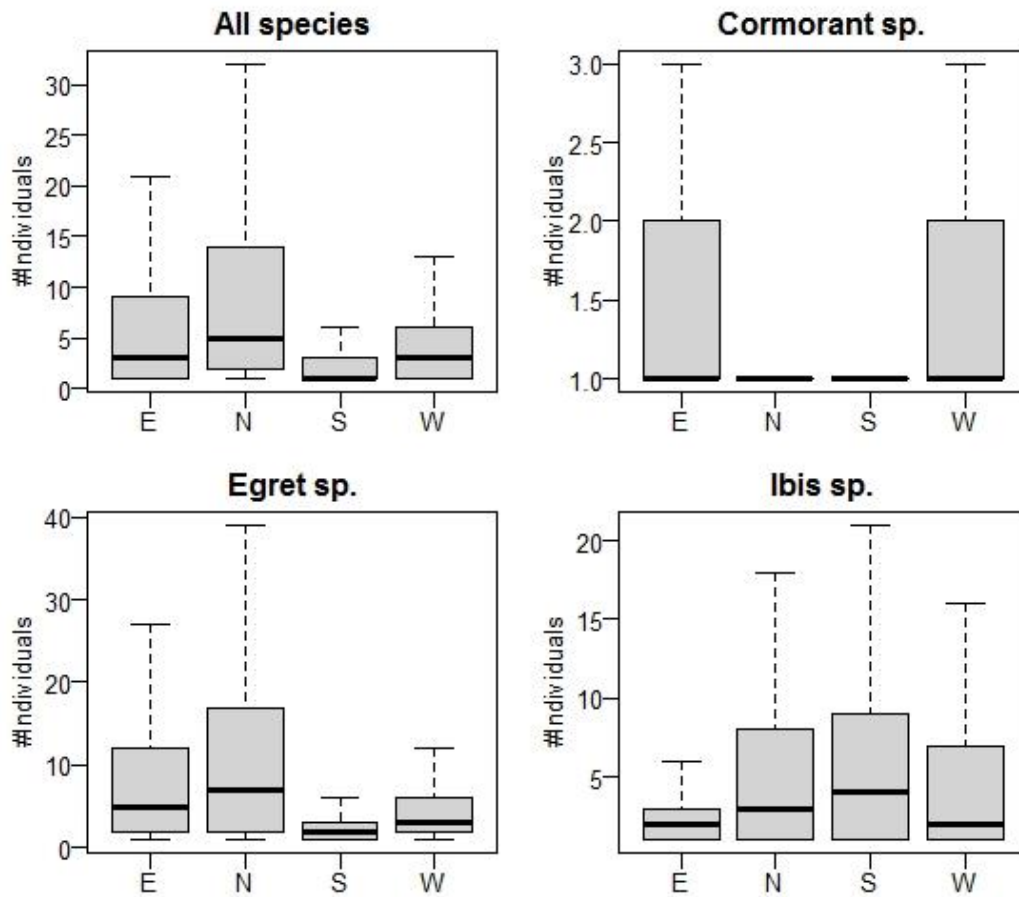 All species
#Individuals
30
25
20
15
10
5
0
E N S W
Cormorant sp.
#Individuals
3.0
2.5
2.0
1.5
1.0
E N S W
Egret sp.
#Individuals
40
30
20
10
0
E N S W
Ibis sp.
#Individuals
20
15
10
5
E N S W